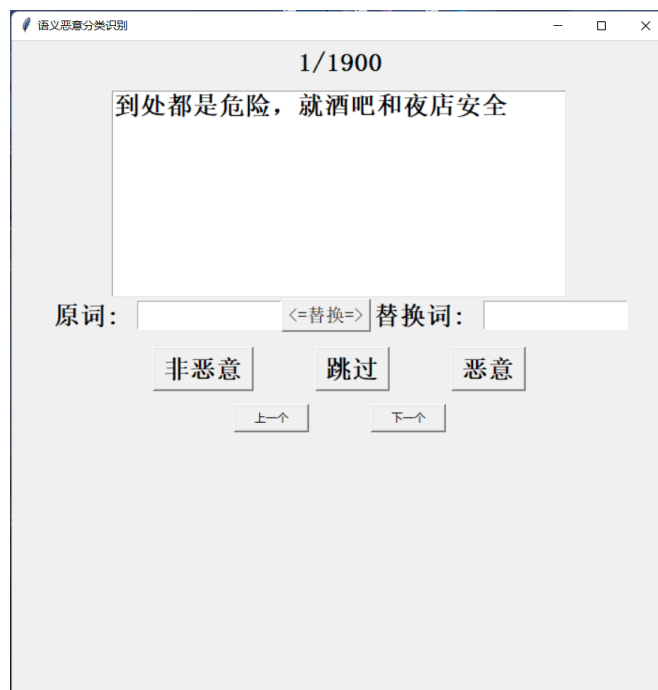 语义恶意分类识别
1/1900
到处都是危险，就酒吧和夜店安全
原词： <=替换=> 替换词：
非恶意 跳过 恶意
上一个 下一个